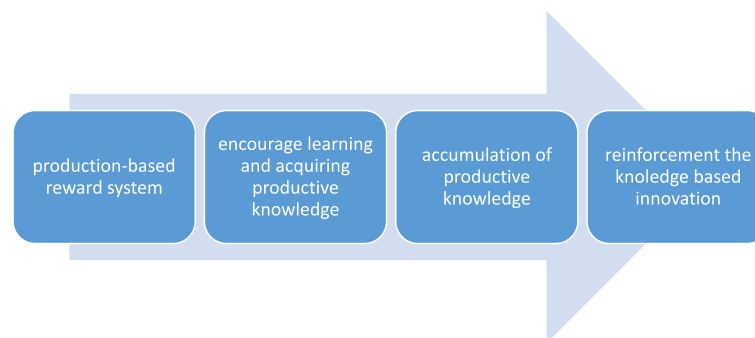 production-based
reward system
encourage learning
and acquiring
productive
knowledge
accumulation of
productive
knowledge
reinforcement the
knoledge based
innovation